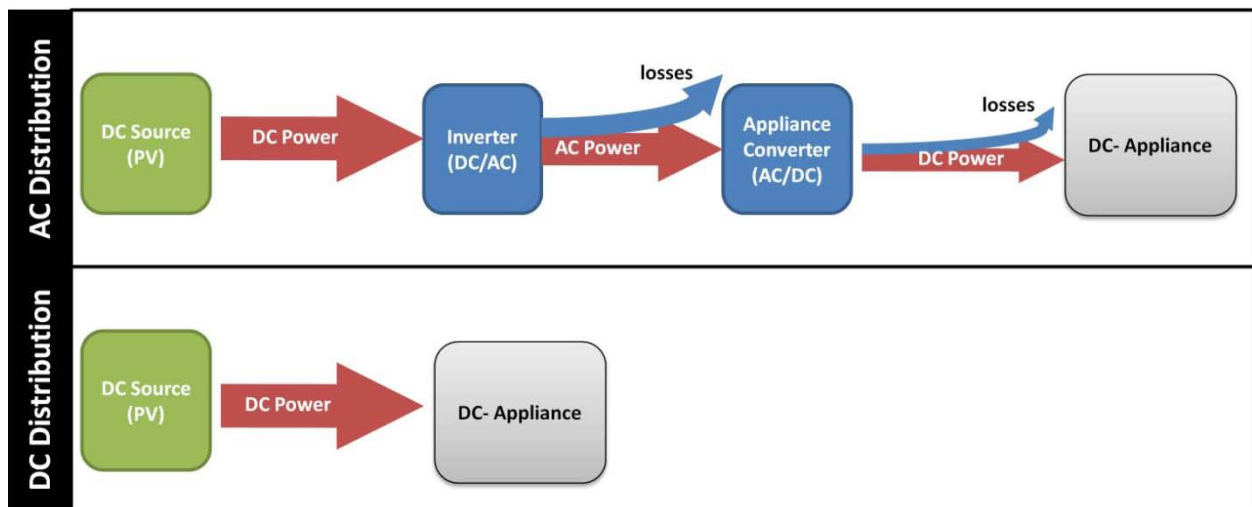 AC Distribution
DC Source
(PV)
DC Power
Inverter
(DC/AC)
losses
AC Power
Appliance
Converter
(AC/DC)
losses
DC Power
DC- Appliance
DC Distribution
DC Source
(PV)
DC Power
DC- Appliance